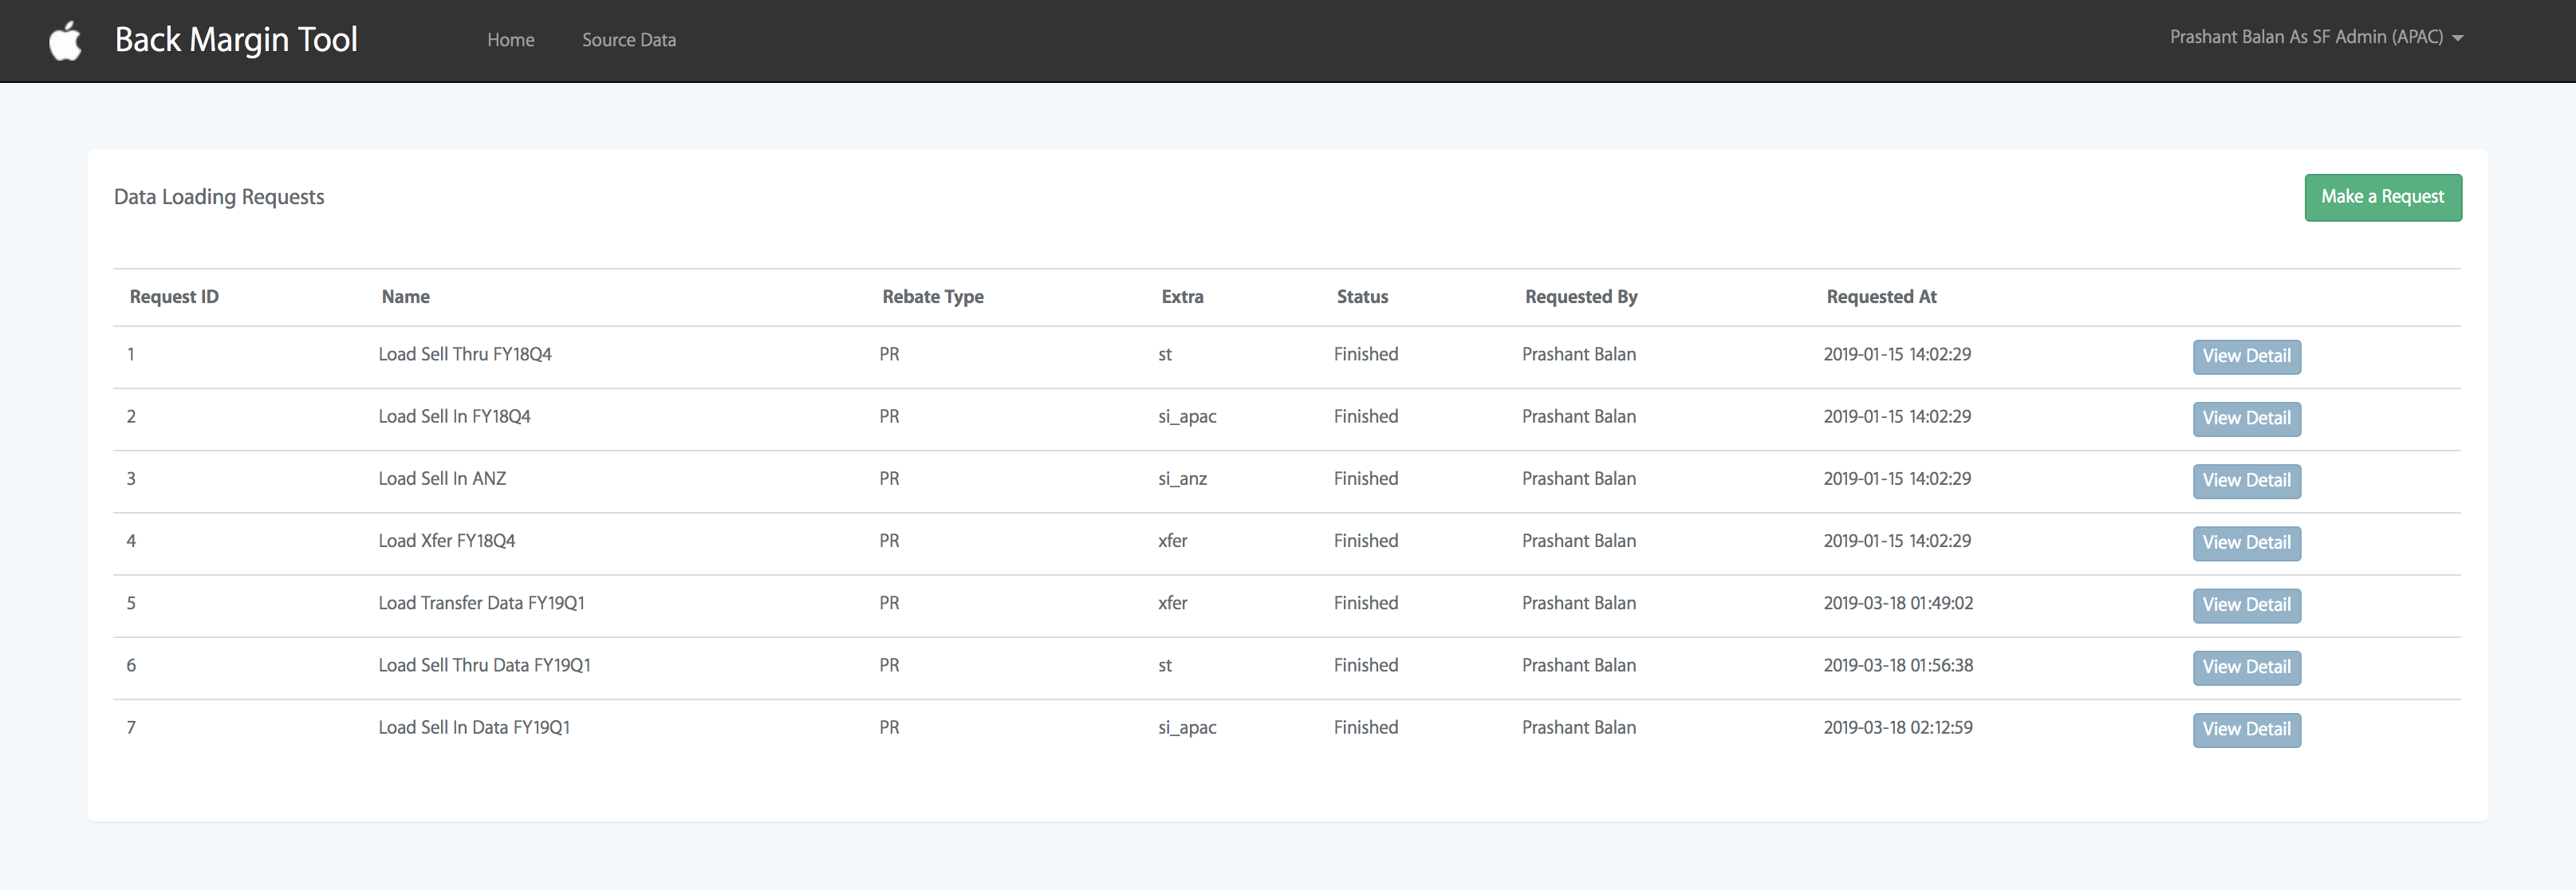 Back Margin Tool Home Source Data Prashant Balan As SF Admin (APAC)
Data Loading Requests Make a Request
Request ID Name Rebate Type Extra Status Requested By Requested At
1 Load Sell Thru FY18Q4 PR st Finished Prashant Balan 2019-01-15 14:02:29 View Detail
2 Load Sell In FY18Q4 PR si_apac Finished Prashant Balan 2019-01-15 14:02:29 View Detail
3 Load Sell In ANZ PR si_anz Finished Prashant Balan 2019-01-15 14:02:29 View Detail
4 Load Xfer FY18Q4 PR xfer Finished Prashant Balan 2019-01-15 14:02:29 View Detail
5 Load Transfer Data FY19Q1 PR xfer Finished Prashant Balan 2019-03-18 01:49:02 View Detail
6 Load Sell Thru Data FY19Q1 PR st Finished Prashant Balan 2019-03-18 01:56:38 View Detail
7 Load Sell In Data FY19Q1 PR si_apac Finished Prashant Balan 2019-03-18 02:12:59 View Detail